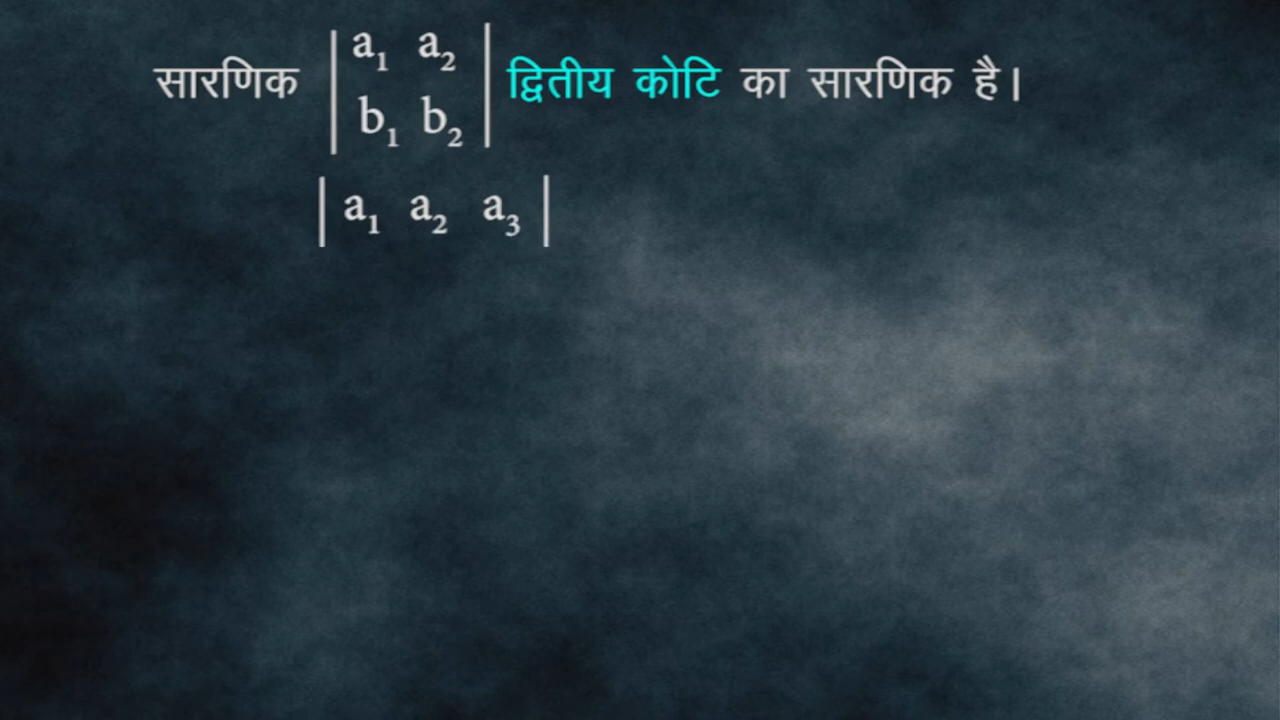 सारणिक | a₁ a₂ | द्वितीय कोटि का सारणिक है।
| b₁ b₂ |
| a₁ a₂ a₃ |